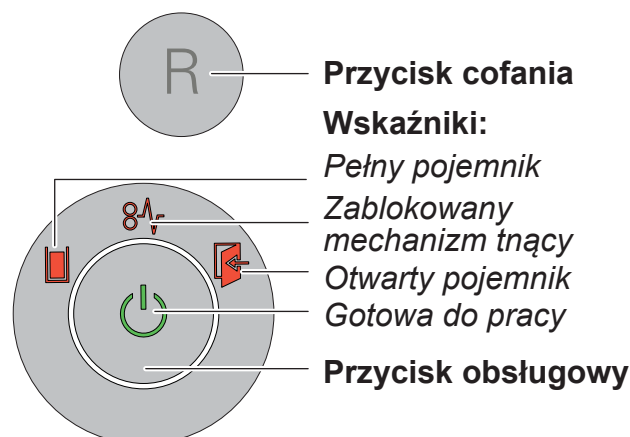 R
Przycisk cofania
Wskaźniki:
Pełny pojemnik
Zablokowany
mechanizm tnący
Otwarty pojemnik
Gotowa do pracy
Przycisk obsługowy